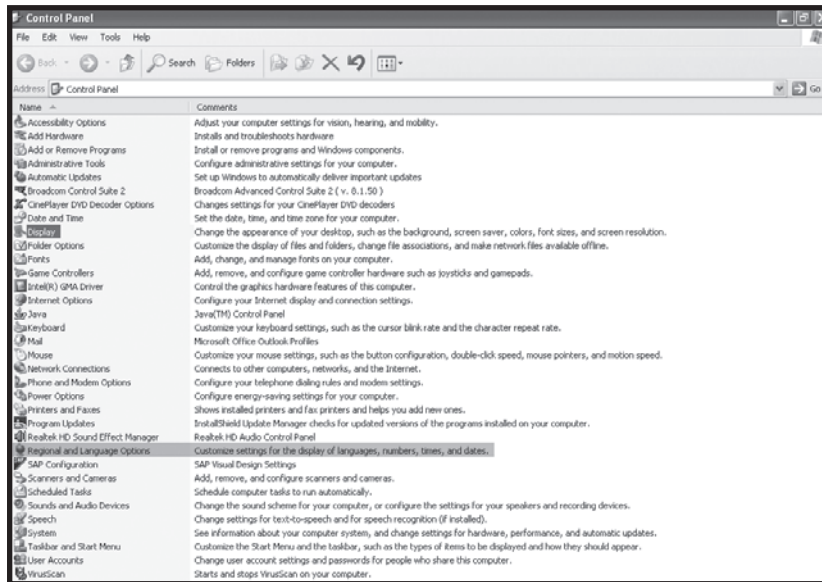 Control Panel
File Edit View Tools Help
Back Search Folders
Address Control Panel Go
Name Comments
Accessibility Options Adjust your computer settings for vision, hearing, and mobility.
Add Hardware Installs and troubleshoots hardware
Add or Remove Programs Install or remove programs and Windows components.
Administrative Tools Configure administrative settings for your computer.
Automatic Updates Set up Windows to automatically deliver important updates
Broadcom Control Suite 2 Broadcom Advanced Control Suite 2 ( v. 8.1.50 )
CinePlayer DVD Decoder Options Changes settings for your CinePlayer DVD decoders
Date and Time Set the date, time, and time zone for your computer.
Display Change the appearance of your desktop, such as the background, screen saver, colors, font sizes, and screen resolution.
Folder Options Customize the display of files and folders, change file associations, and make network files available offline.
Fonts Add, change, and manage fonts on your computer.
Game Controllers Add, remove, and configure game controller hardware such as joysticks and gamepads.
Intel(R) GMA Driver Control the graphics hardware features of this computer.
Internet Options Configure your Internet display and connection settings.
Java Java(TM) Control Panel
Keyboard Customize your keyboard settings, such as the cursor blink rate and the character repeat rate.
Mail Microsoft Office Outlook Profiles
Mouse Customize your mouse settings, such as the button configuration, double-click speed, mouse pointers, and motion speed.
Network Connections Connects to other computers, networks, and the Internet.
Phone and Modem Options Configure your telephone dialing rules and modem settings.
Power Options Configure energy-saving settings for your computer.
Printers and Faxes Shows installed printers and fax printers and helps you add new ones.
Program Updates InstallShield Update Manager checks for updated versions of the programs installed on your computer.
Realtek HD Sound Effect Manager Realtek HD Audio Control Panel
Regional and Language Options Customize settings for the display of languages, numbers, times, and dates.
SAP Configuration SAP Visual Design Settings
Scanners and Cameras Add, remove, and configure scanners and cameras.
Scheduled Tasks Schedule computer tasks to run automatically.
Sounds and Audio Devices Change the sound scheme for your computer, or configure the settings for your speakers and recording devices.
Speech Change settings for text-to-speech and for speech recognition (if installed).
System See information about your computer system, and change settings for hardware, performance, and automatic updates.
Taskbar and Start Menu Customize the Start Menu and the taskbar, such as the types of items to be displayed and how they should appear.
User Accounts Change user account settings and passwords for people who share this computer.
VirusScan Starts and stops VirusScan on your computer.